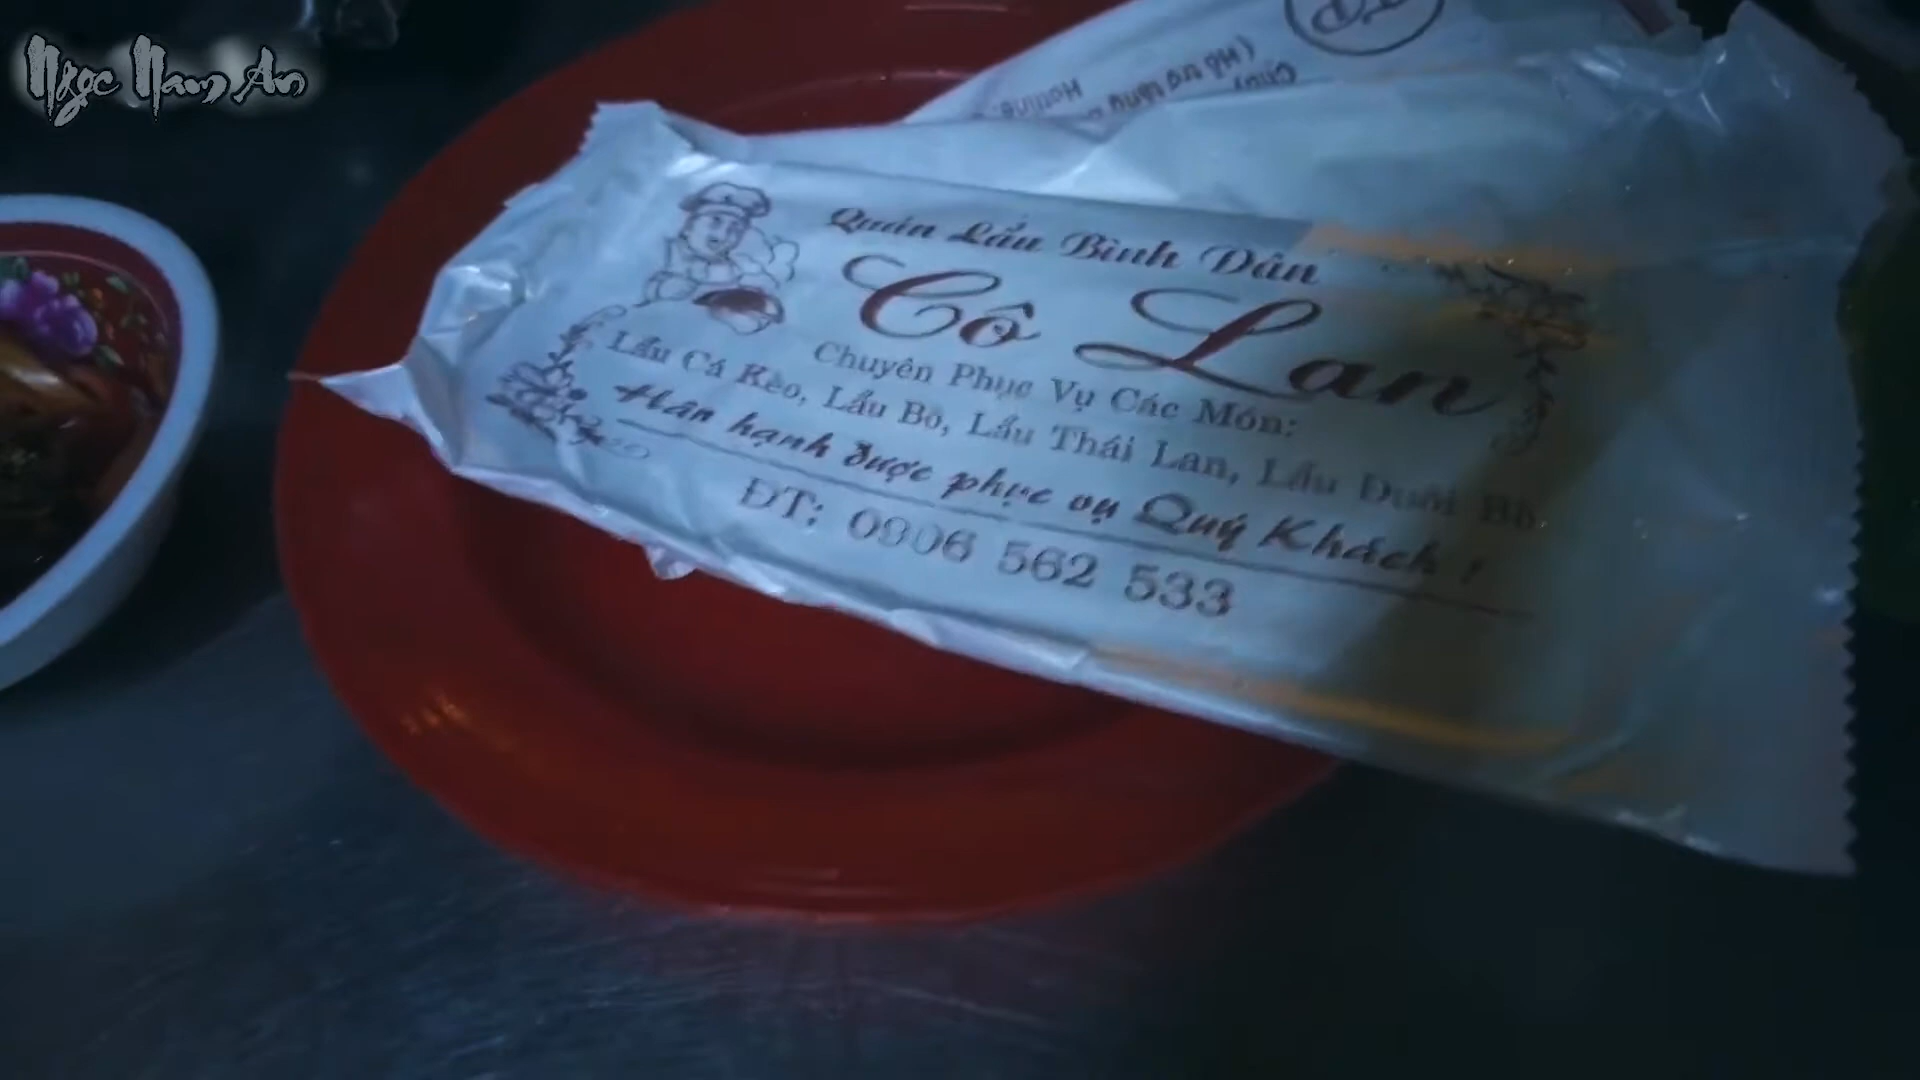 Ngọc Nam An
Quán Lẩu Bình Dân
Cô Lan
Chuyên Phục Vụ Các Món:
Lẩu Cá Kèo, Lẩu Bò, Lẩu Thái Lan, Lẩu Đuôi Bò.
Hân hạnh được phục vụ Quý Khách !
ĐT: 0906 562 533
Hotline: